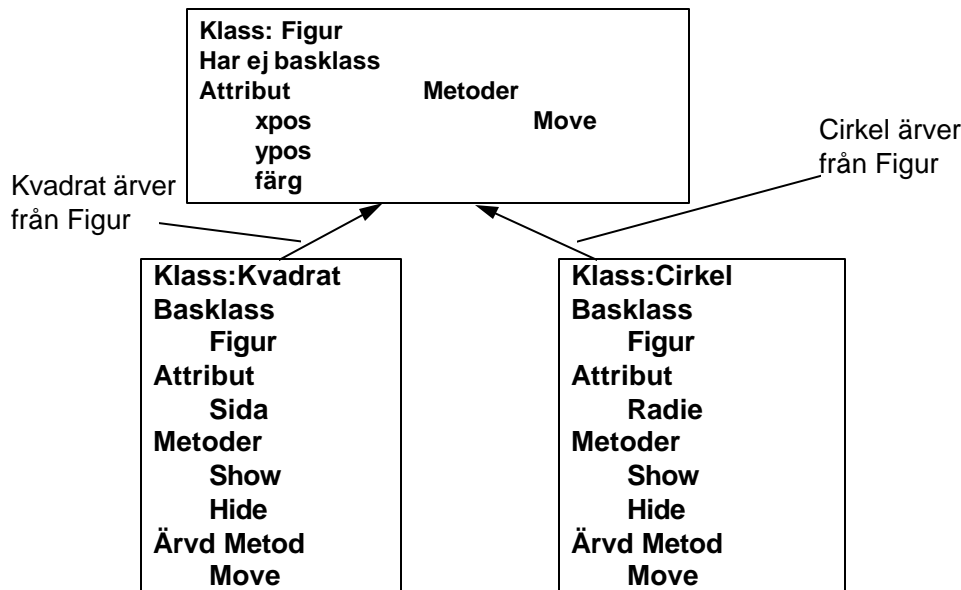 Klass: Figur
Har ej basklass
Attribut Metoder
xpos Move
ypos
färg
Cirkel ärver
från Figur
Kvadrat ärver
från Figur
Klass:Kvadrat
Basklass
Figur
Attribut
Sida
Metoder
Show
Hide
Ärvd Metod
Move
Klass:Cirkel
Basklass
Figur
Attribut
Radie
Metoder
Show
Hide
Ärvd Metod
Move